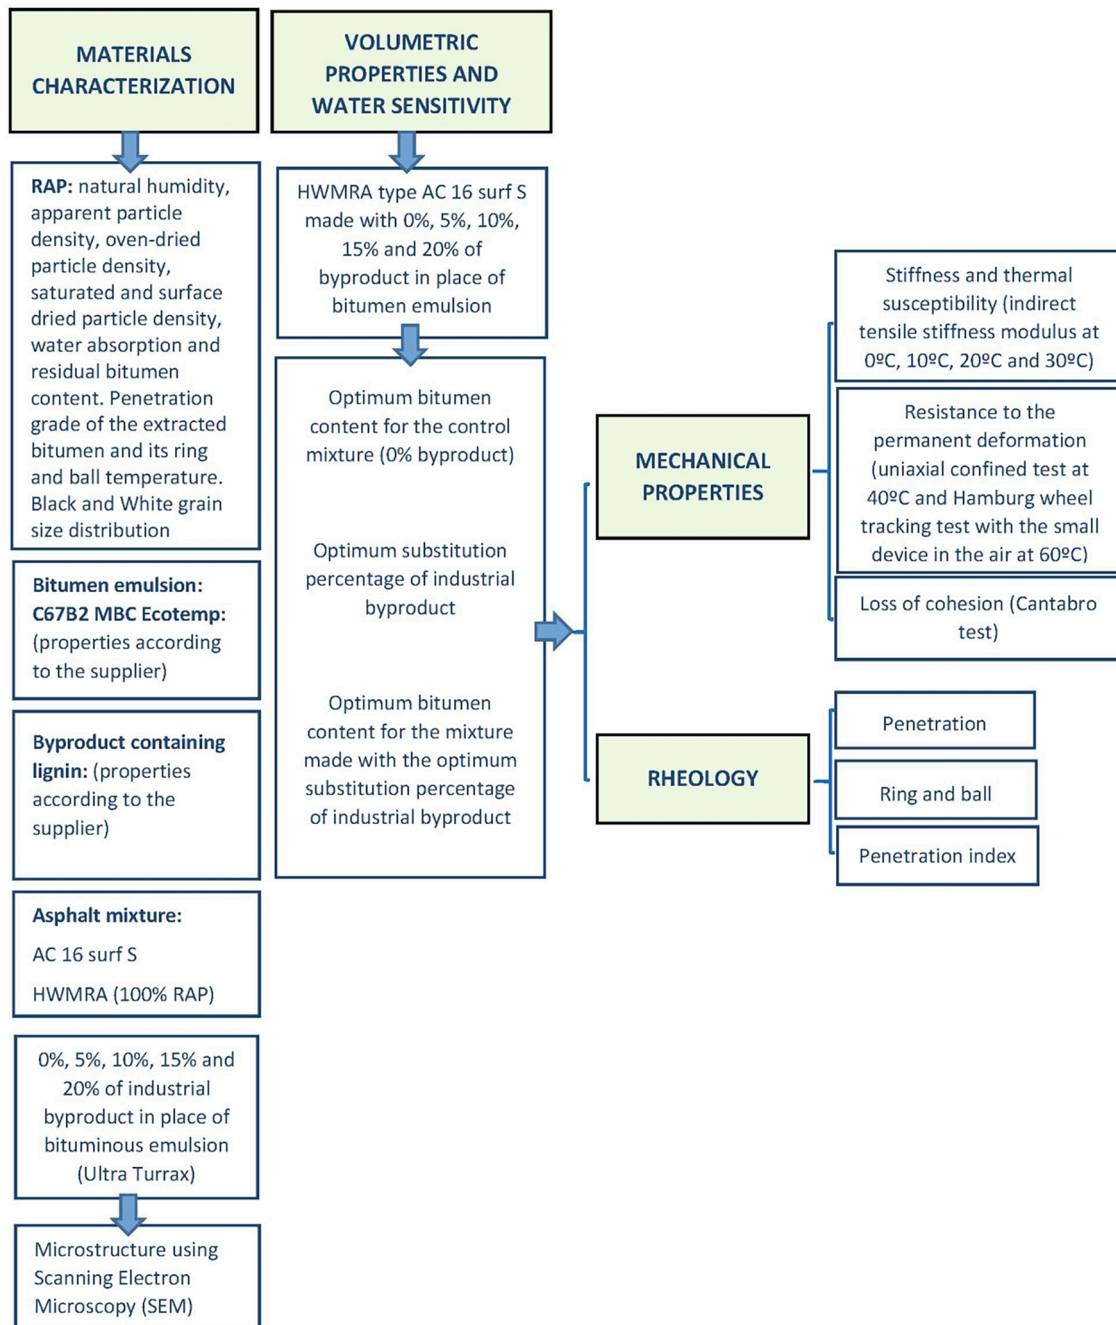 MATERIALS
CHARACTERIZATION
RAP: natural humidity,
apparent particle
density, oven-dried
particle density,
saturated and surface
dried particle density,
water absorption and
residual bitumen
content. Penetration
grade of the extracted
bitumen and its ring
and ball temperature.
Black and White grain
size distribution
Bitumen emulsion:
C67B2 MBC Ecotemp:
(properties according
to the supplier)
Byproduct containing
lignin: (properties
according to the
supplier)
Asphalt mixture:
AC 16 surf S
HWMRA (100% RAP)
0%, 5%, 10%, 15% and
20% of industrial
byproduct in place of
bituminous emulsion
(Ultra Turrax)
Microstructure using
Scanning Electron
Microscopy (SEM)
VOLUMETRIC
PROPERTIES AND
WATER SENSITIVITY
HWMRA type AC 16 surf S
made with 0%, 5%, 10%,
15% and 20% of
byproduct in place of
bitumen emulsion
Optimum bitumen
content for the control
mixture (0% byproduct)
Optimum substitution
percentage of industrial
byproduct
Optimum bitumen
content for the mixture
made with the optimum
substitution percentage
of industrial byproduct
MECHANICAL
PROPERTIES
Stiffness and thermal
susceptibility (indirect
tensile stiffness modulus at
0ºC, 10ºC, 20ºC and 30ºC)
Resistance to the
permanent deformation
(uniaxial confined test at
40ºC and Hamburg wheel
tracking test with the small
device in the air at 60ºC)
Loss of cohesion (Cantabro
test)
RHEOLOGY
Penetration
Ring and ball
Penetration index